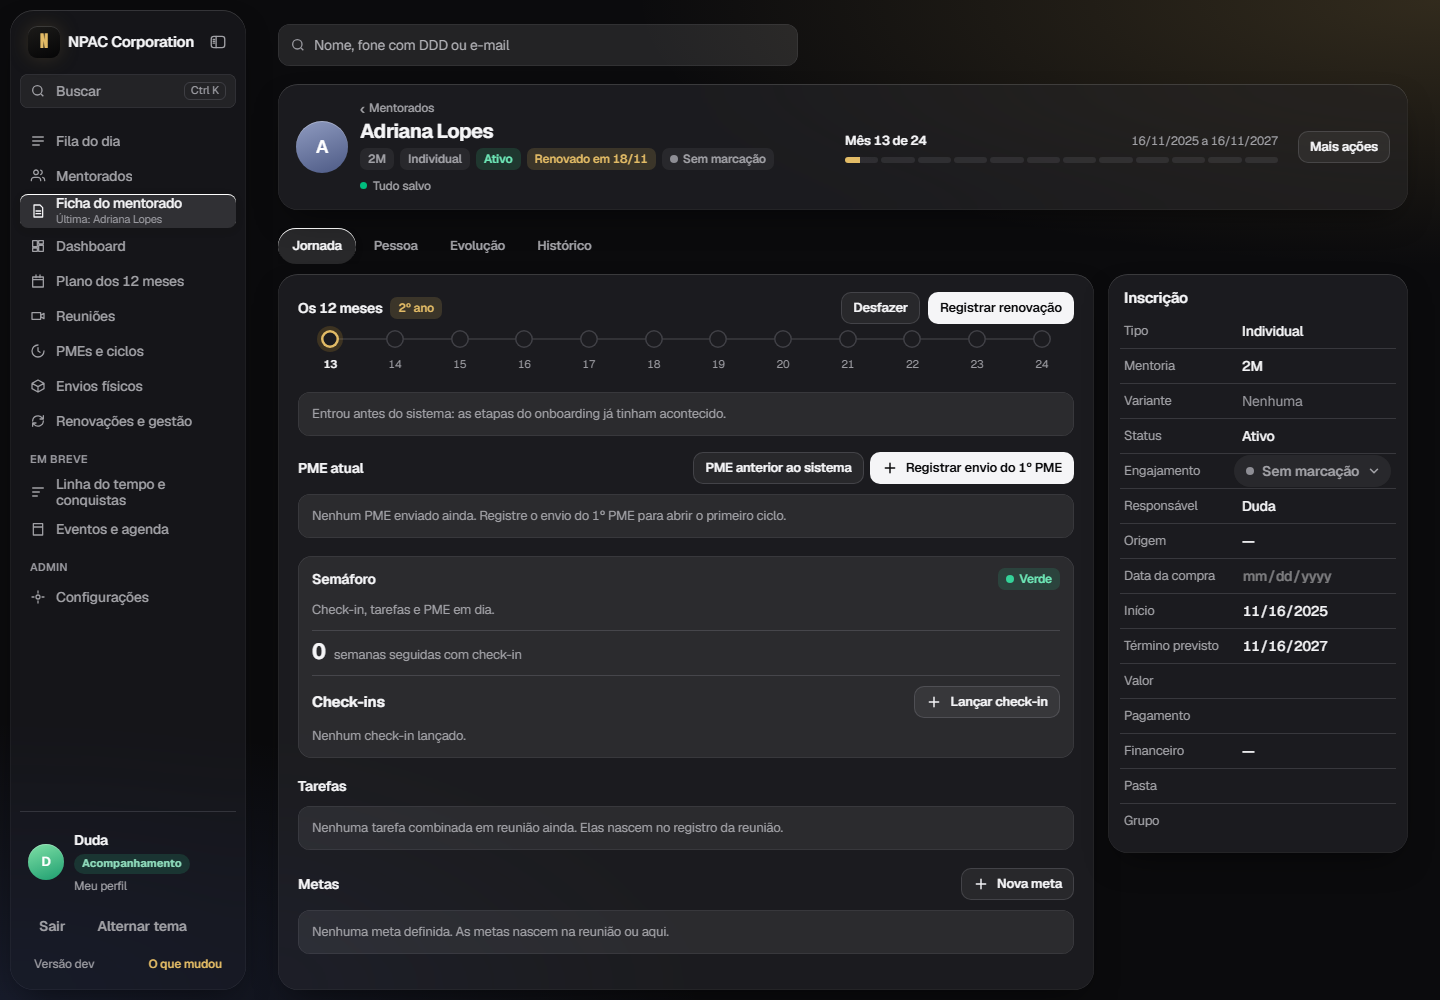 N
NPAC Corporation
Buscar
Ctrl K
Fila do dia
Mentorados
Ficha do mentorado
Última: Adriana Lopes
Dashboard
Plano dos 12 meses
Reuniões
PMEs e ciclos
Envios físicos
Renovações e gestão
EM BREVE
Linha do tempo e
conquistas
Eventos e agenda
ADMIN
Configurações
D
Duda
Acompanhamento
Meu perfil
Sair
Alternar tema
Versão dev
O que mudou
Nome, fone com DDD ou e-mail
‹ Mentorados
A
Adriana Lopes
2M
Individual
Ativo
Renovado em 18/11
Sem marcação
Tudo salvo
Mês 13 de 24
16/11/2025 a 16/11/2027
Mais ações
Jornada
Pessoa
Evolução
Histórico
Os 12 meses
2º ano
Desfazer
Registrar renovação
13
14
15
16
17
18
19
20
21
22
23
24
Entrou antes do sistema: as etapas do onboarding já tinham acontecido.
PME atual
PME anterior ao sistema
Registrar envio do 1º PME
Nenhum PME enviado ainda. Registre o envio do 1º PME para abrir o primeiro ciclo.
Semáforo
Verde
Check-in, tarefas e PME em dia.
0 semanas seguidas com check-in
Check-ins
Lançar check-in
Nenhum check-in lançado.
Tarefas
Nenhuma tarefa combinada em reunião ainda. Elas nascem no registro da reunião.
Metas
Nova meta
Nenhuma meta definida. As metas nascem na reunião ou aqui.
Inscrição
Tipo Individual
Mentoria 2M
Variante Nenhuma
Status Ativo
Engajamento Sem marcação
Responsável Duda
Origem —
Data da compra mm/dd/yyyy
Início 11/16/2025
Término previsto 11/16/2027
Valor
Pagamento
Financeiro —
Pasta
Grupo